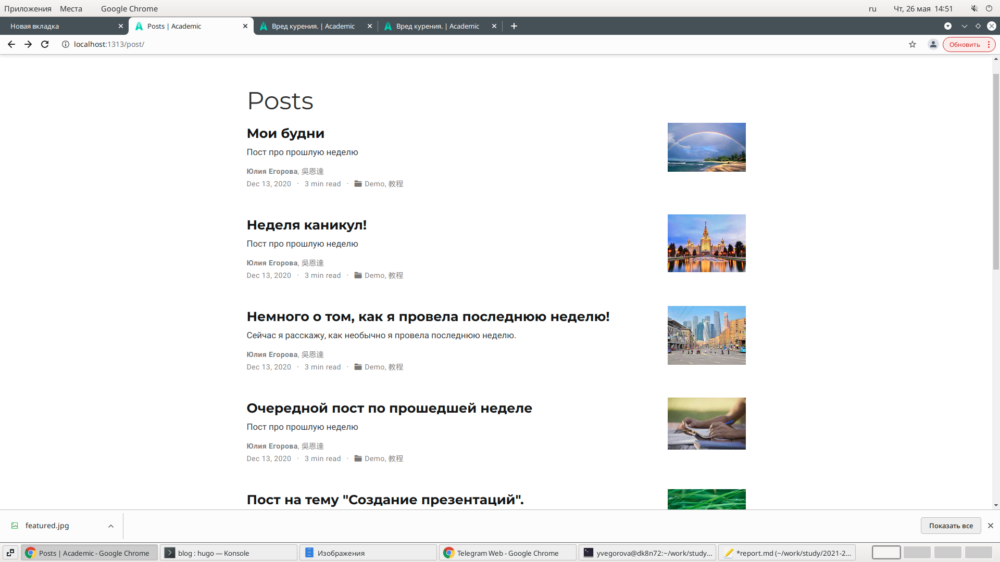 Приложения Места Google Chrome ru Чт, 26 мая 14:51
Новая вкладка Posts | Academic Вред курения. | Academic Вред курения. | Academic
localhost:1313/post/ Обновить
Posts
Мои будни
Пост про прошлую неделю
Юлия Егорова, 吳恩達
Dec 13, 2020 · 3 min read · Demo, 教程
Неделя каникул!
Пост про прошлую неделю
Юлия Егорова, 吳恩達
Dec 13, 2020 · 3 min read · Demo, 教程
Немного о том, как я провела последнюю неделю!
Сейчас я расскажу, как необычно я провела последнюю неделю.
Юлия Егорова, 吳恩達
Dec 13, 2020 · 3 min read · Demo, 教程
Очередной пост по прошедшей неделе
Пост про прошлую неделю
Юлия Егорова, 吳恩達
Dec 13, 2020 · 3 min read · Demo, 教程
Пост на тему "Создание презентаций".
featured.jpg Показать все
Posts | Academic - Google Chrome blog : hugo — Konsole Изображения Telegram Web - Google Chrome yvegorova@dk8n72:~/work/study... *report.md (~/work/study/2021-2...